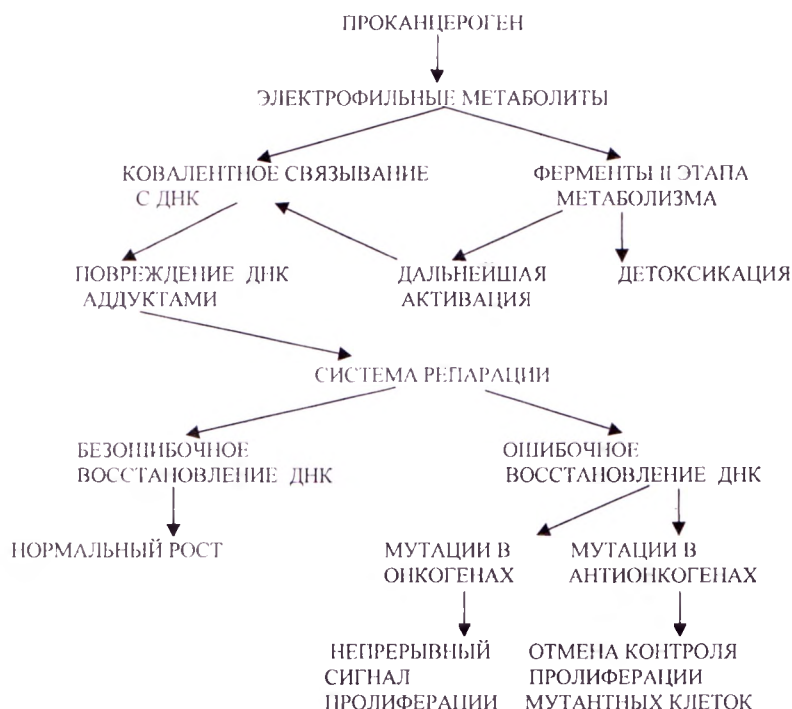 ПРОКАНЦЕРОГЕН
ЭЛЕКТРОФИЛЬНЫЕ МЕТАБОЛИТЫ
КОВАЛЕНТНОЕ СВЯЗЫВАНИЕ
С ДНК
ФЕРМЕНТЫ II ЭТАПА
МЕТАБОЛИЗМА
ПОВРЕЖДЕНИЕ ДНК
АДДУКТАМИ
ДАЛЬНЕЙШАЯ
АКТИВАЦИЯ
ДЕТОКСИКАЦИЯ
СИСТЕМА РЕПАРАЦИИ
БЕЗОШИБОЧНОЕ
ВОССТАНОВЛЕНИЕ ДНК
ОШИБОЧНОЕ
ВОССТАНОВЛЕНИЕ ДНК
НОРМАЛЬНЫЙ РОСТ
МУТАЦИИ В
ОНКОГЕНАХ
МУТАЦИИ В
АНТИОНКОГЕНАХ
НЕПРЕРЫВНЫЙ
СИГНАЛ
ПРОЛИФЕРАЦИИ
ОТМЕНА КОНТРОЛЯ
ПРОЛИФЕРАЦИИ
МУТАНТНЫХ КЛЕТОК